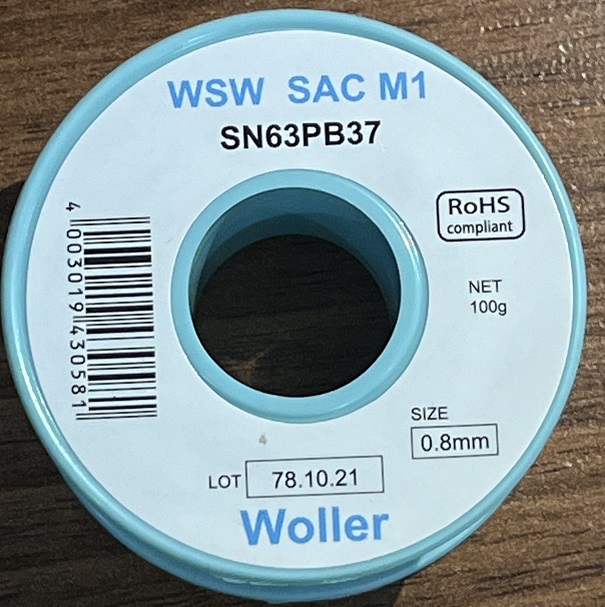 WSW SAC M1
SN63PB37
RoHS
compliant
NET
100g
4 003019 430581
SIZE
0.8mm
4
LOT 78.10.21
Woller